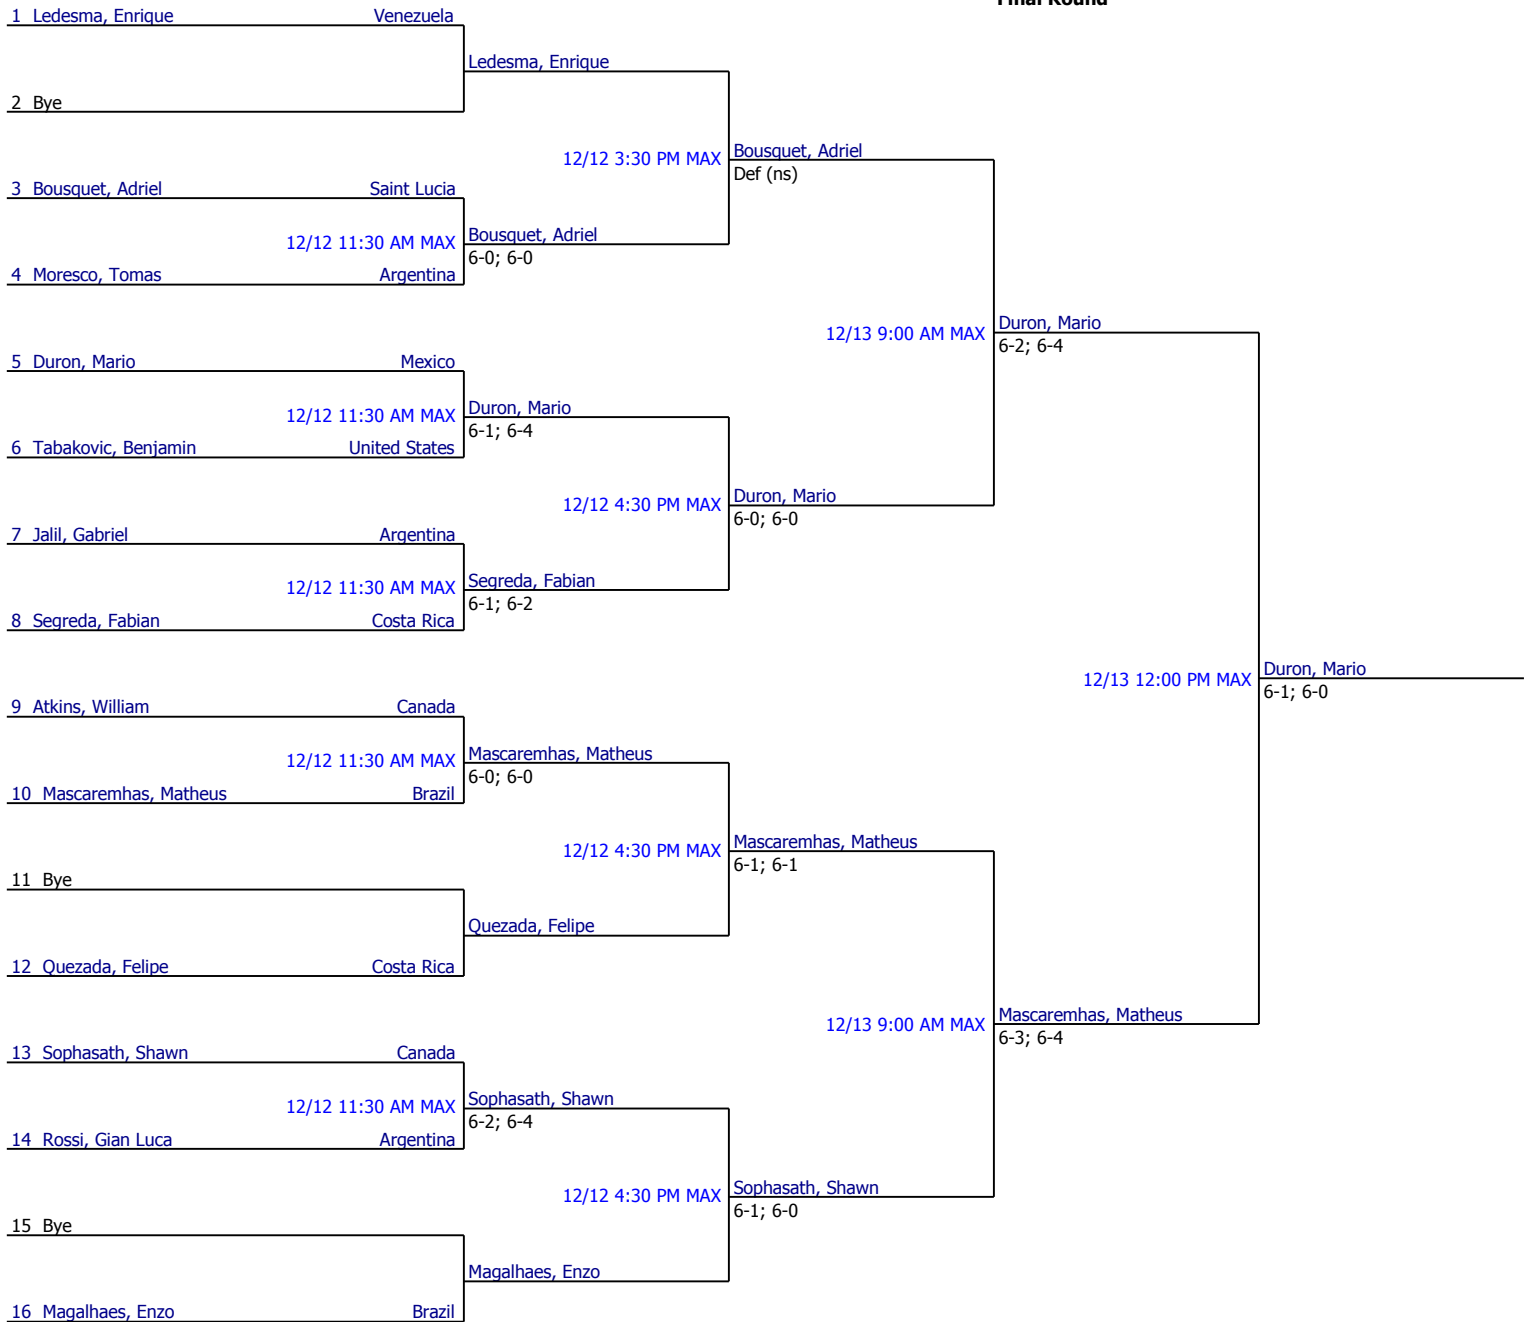 Final Round
1 Ledesma, Enrique Venezuela
Ledesma, Enrique
2 Bye
12/12 3:30 PM MAX Bousquet, Adriel
Def (ns)
3 Bousquet, Adriel Saint Lucia
12/12 11:30 AM MAX Bousquet, Adriel
6-0; 6-0
4 Moresco, Tomas Argentina
12/13 9:00 AM MAX Duron, Mario
6-2; 6-4
5 Duron, Mario Mexico
12/12 11:30 AM MAX Duron, Mario
6-1; 6-4
6 Tabakovic, Benjamin United States
12/12 4:30 PM MAX Duron, Mario
6-0; 6-0
7 Jalil, Gabriel Argentina
12/12 11:30 AM MAX Segreda, Fabian
6-1; 6-2
8 Segreda, Fabian Costa Rica
12/13 12:00 PM MAX Duron, Mario
6-1; 6-0
9 Atkins, William Canada
12/12 11:30 AM MAX Mascaremhas, Matheus
6-0; 6-0
10 Mascaremhas, Matheus Brazil
12/12 4:30 PM MAX Mascaremhas, Matheus
6-1; 6-1
11 Bye
Quezada, Felipe
12 Quezada, Felipe Costa Rica
12/13 9:00 AM MAX Mascaremhas, Matheus
6-3; 6-4
13 Sophasath, Shawn Canada
12/12 11:30 AM MAX Sophasath, Shawn
6-2; 6-4
14 Rossi, Gian Luca Argentina
12/12 4:30 PM MAX Sophasath, Shawn
6-1; 6-0
15 Bye
Magalhaes, Enzo
16 Magalhaes, Enzo Brazil